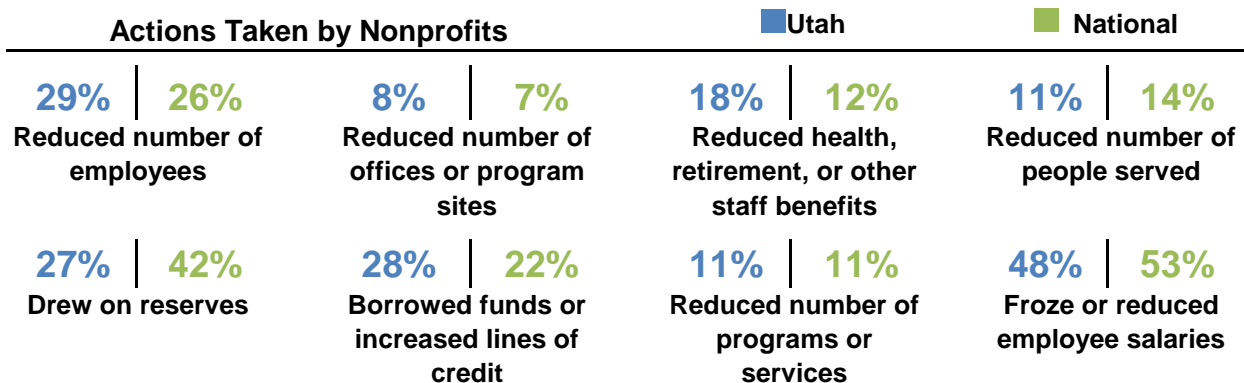 Actions Taken by Nonprofits Utah National
29% 26% 8% 7% 18% 12% 11% 14%
Reduced number of employees
Reduced number of offices or program sites
Reduced health, retirement, or other staff benefits
Reduced number of people served
27% 42% 28% 22% 11% 11% 48% 53%
Drew on reserves
Borrowed funds or increased lines of credit
Reduced number of programs or services
Froze or reduced employee salaries